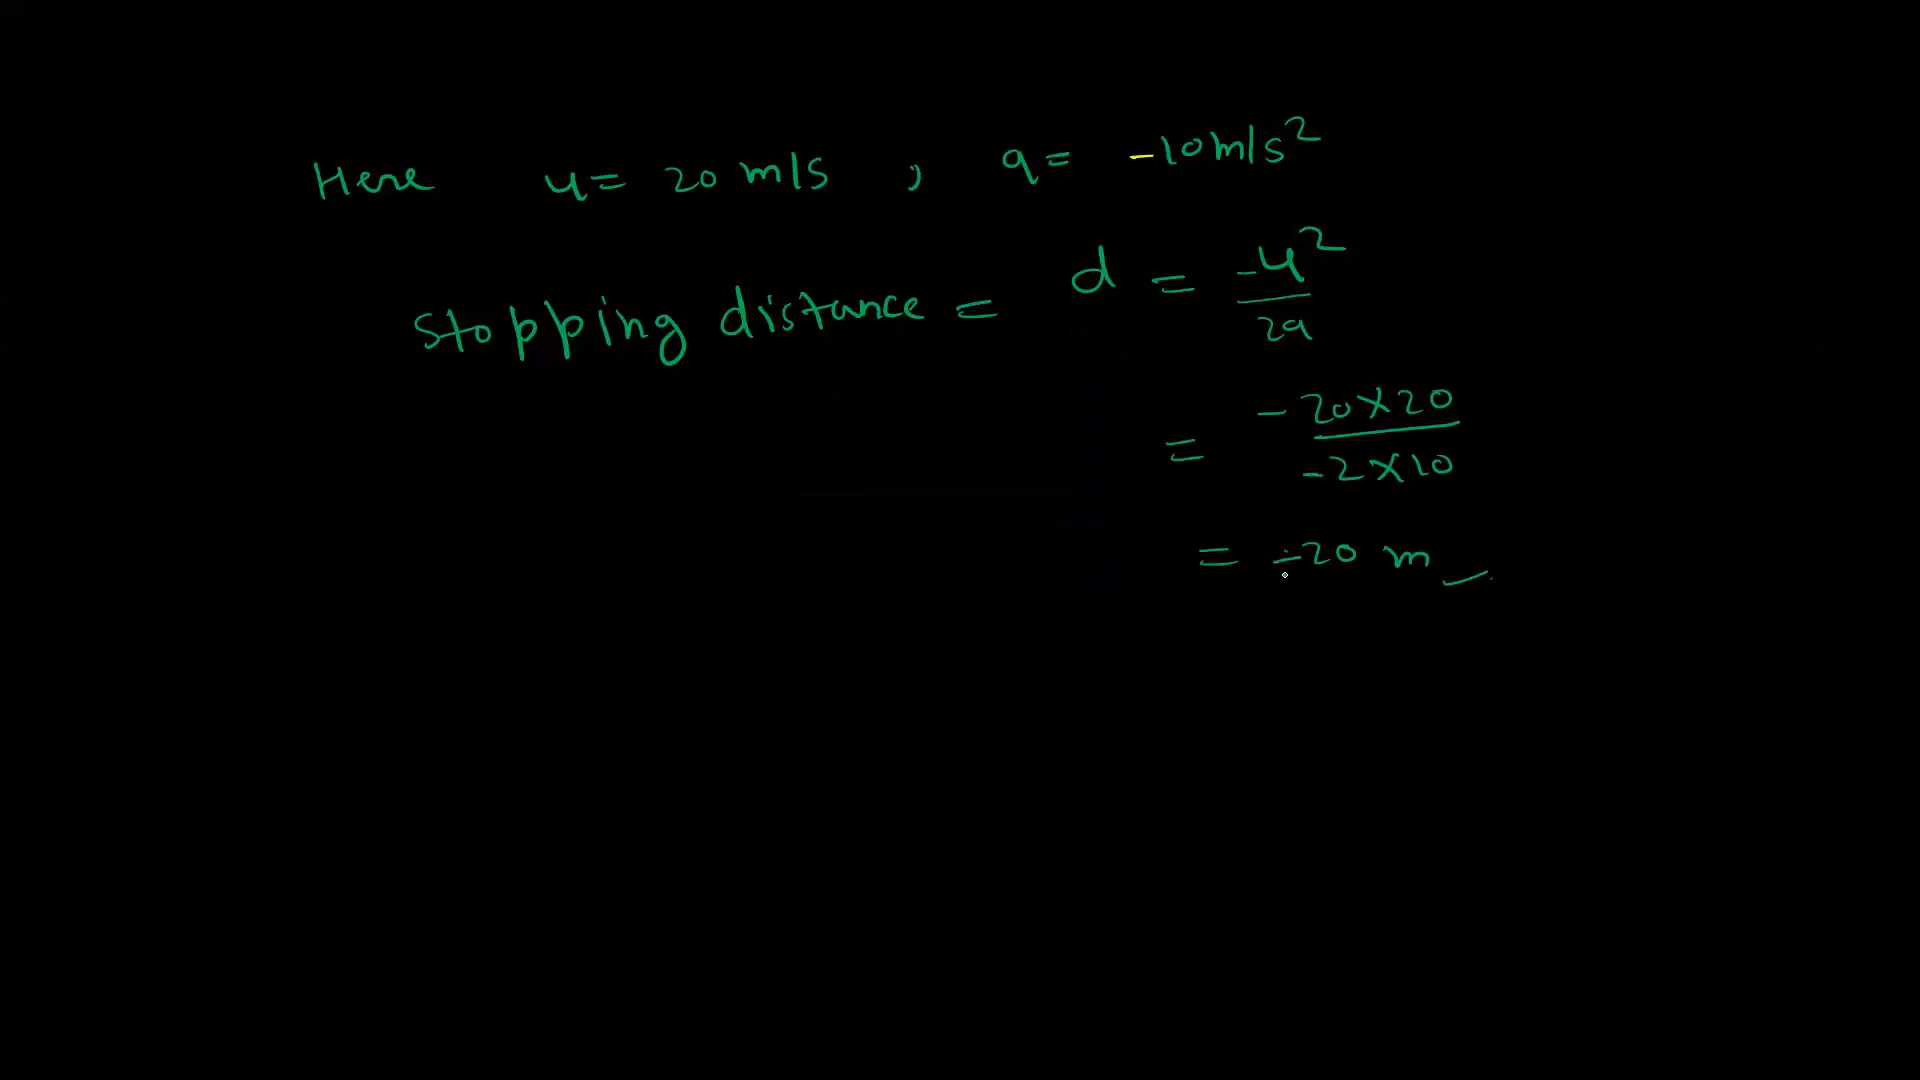 Here u = 20 m/s , a = -10 m/s²
stopping distance = d = -u²/2a
= - 20×20/-2×10
= -20 m